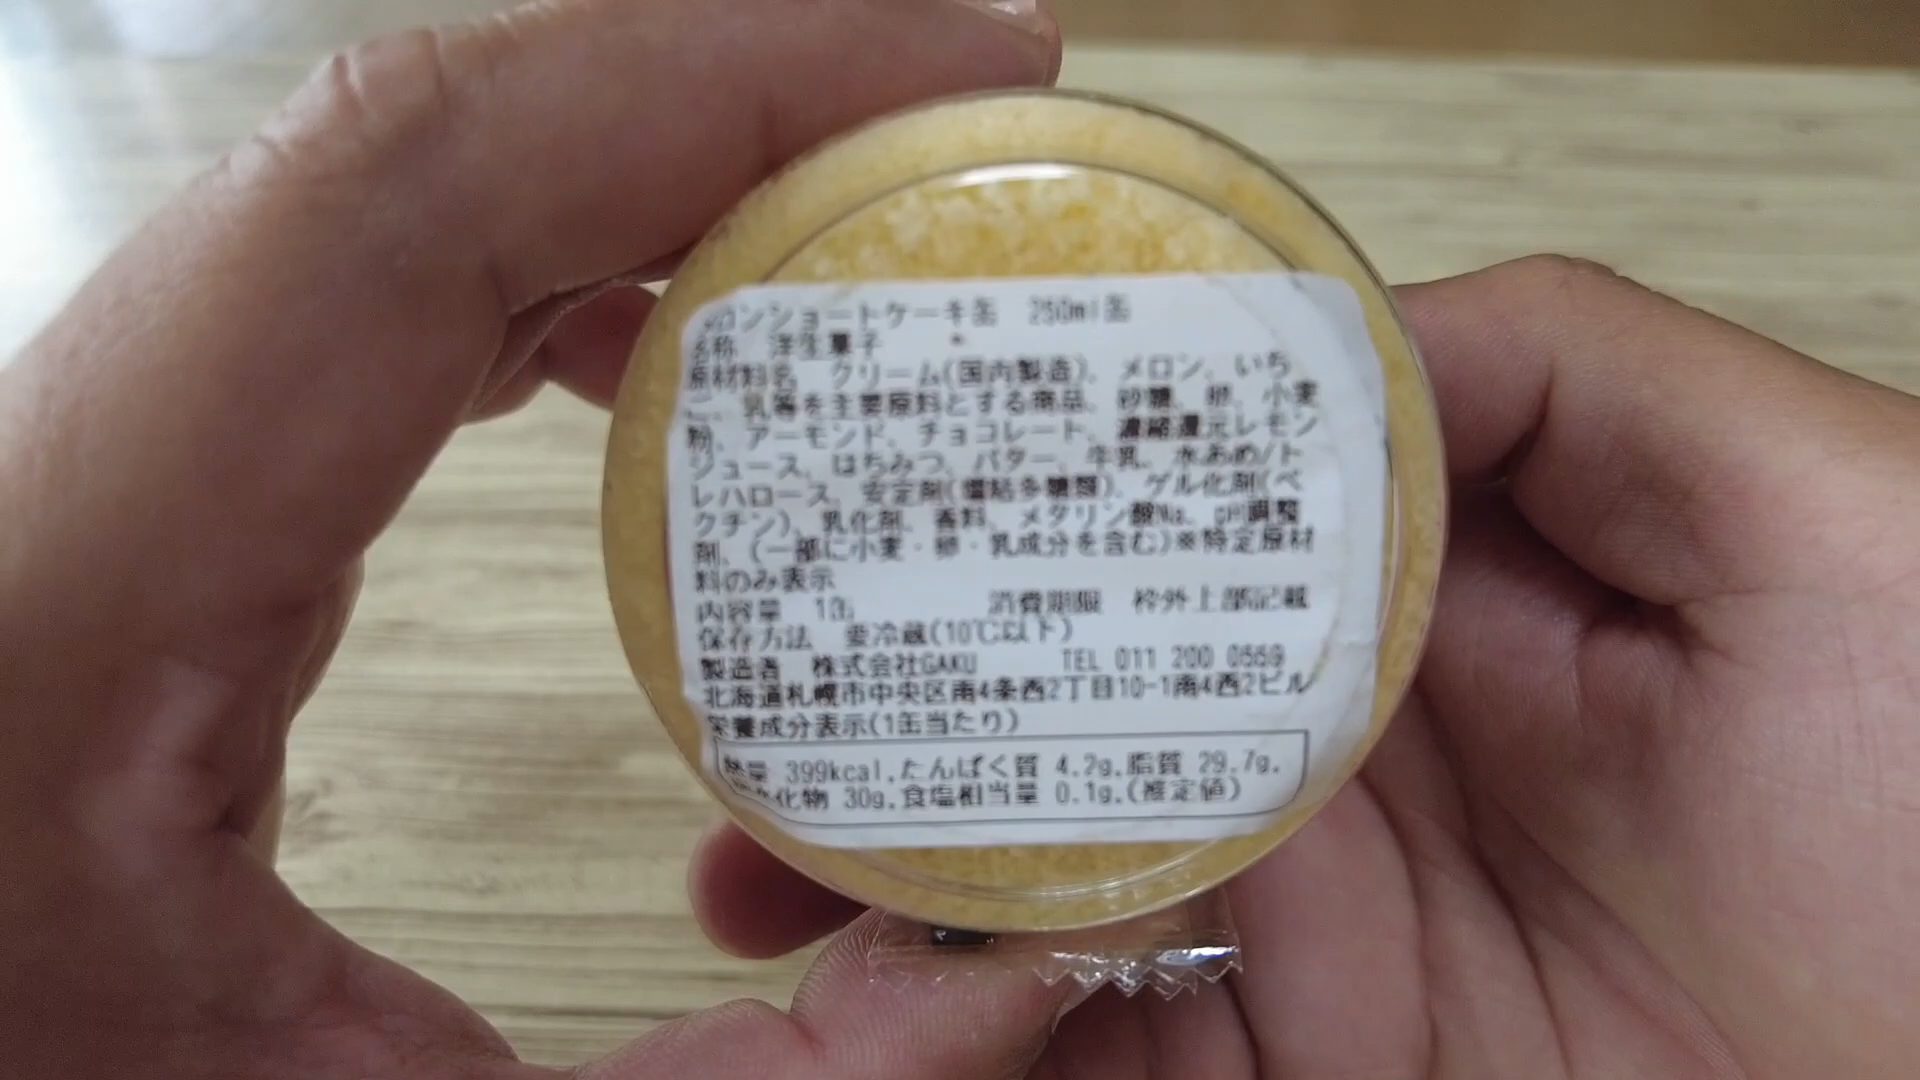 ロンショートケーキ缶 250ml缶
名称 洋生菓子
原材料名 クリーム(国内製造)、メロン、いち
ご、乳等を主要原料とする商品、砂糖、卵、小麦
粉、アーモンド、チョコレート、濃縮還元レモン
ジュース、はちみつ、バター、牛乳、水あめ/ト
レハロース、安定剤(増粘多糖類)、ゲル化剤(ペ
クチン)、乳化剤、香料、メタリン酸Na、pH調整
剤、(一部に小麦・卵・乳成分を含む)※特定原材
料のみ表示
内容量 1缶 消費期限 枠外上部記載
保存方法 要冷蔵(10℃以下)
製造者 株式会社GAKU TEL 011 200 0559
北海道札幌市中央区南4条西2丁目10-1南4西2ビル
栄養成分表示(1缶当たり)
熱量 399kcal,たんぱく質 4.2g,脂質 29.7g,
化物 30g,食塩相当量 0.1g,(推定値)